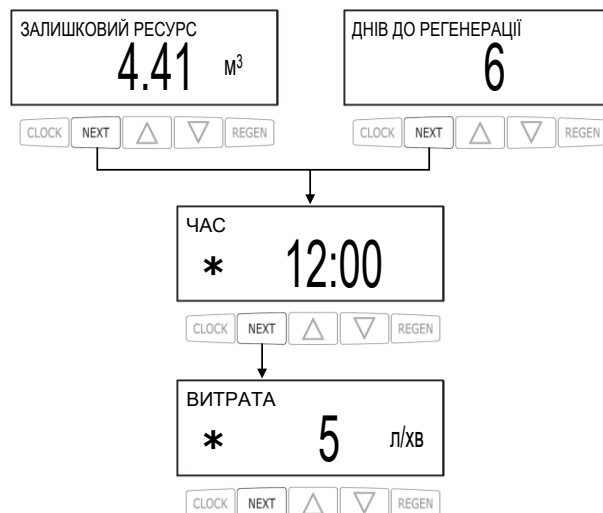 ЗАЛИШКОВИЙ РЕСУРС
4.41 м³
CLOCK NEXT △ ▽ REGEN
ДНІВ ДО РЕГЕНЕРАЦІЇ
6
CLOCK NEXT △ ▽ REGEN
ЧАС
* 12:00
CLOCK NEXT △ ▽ REGEN
ВИТРАТА
* 5 л/хв
CLOCK NEXT △ ▽ REGEN